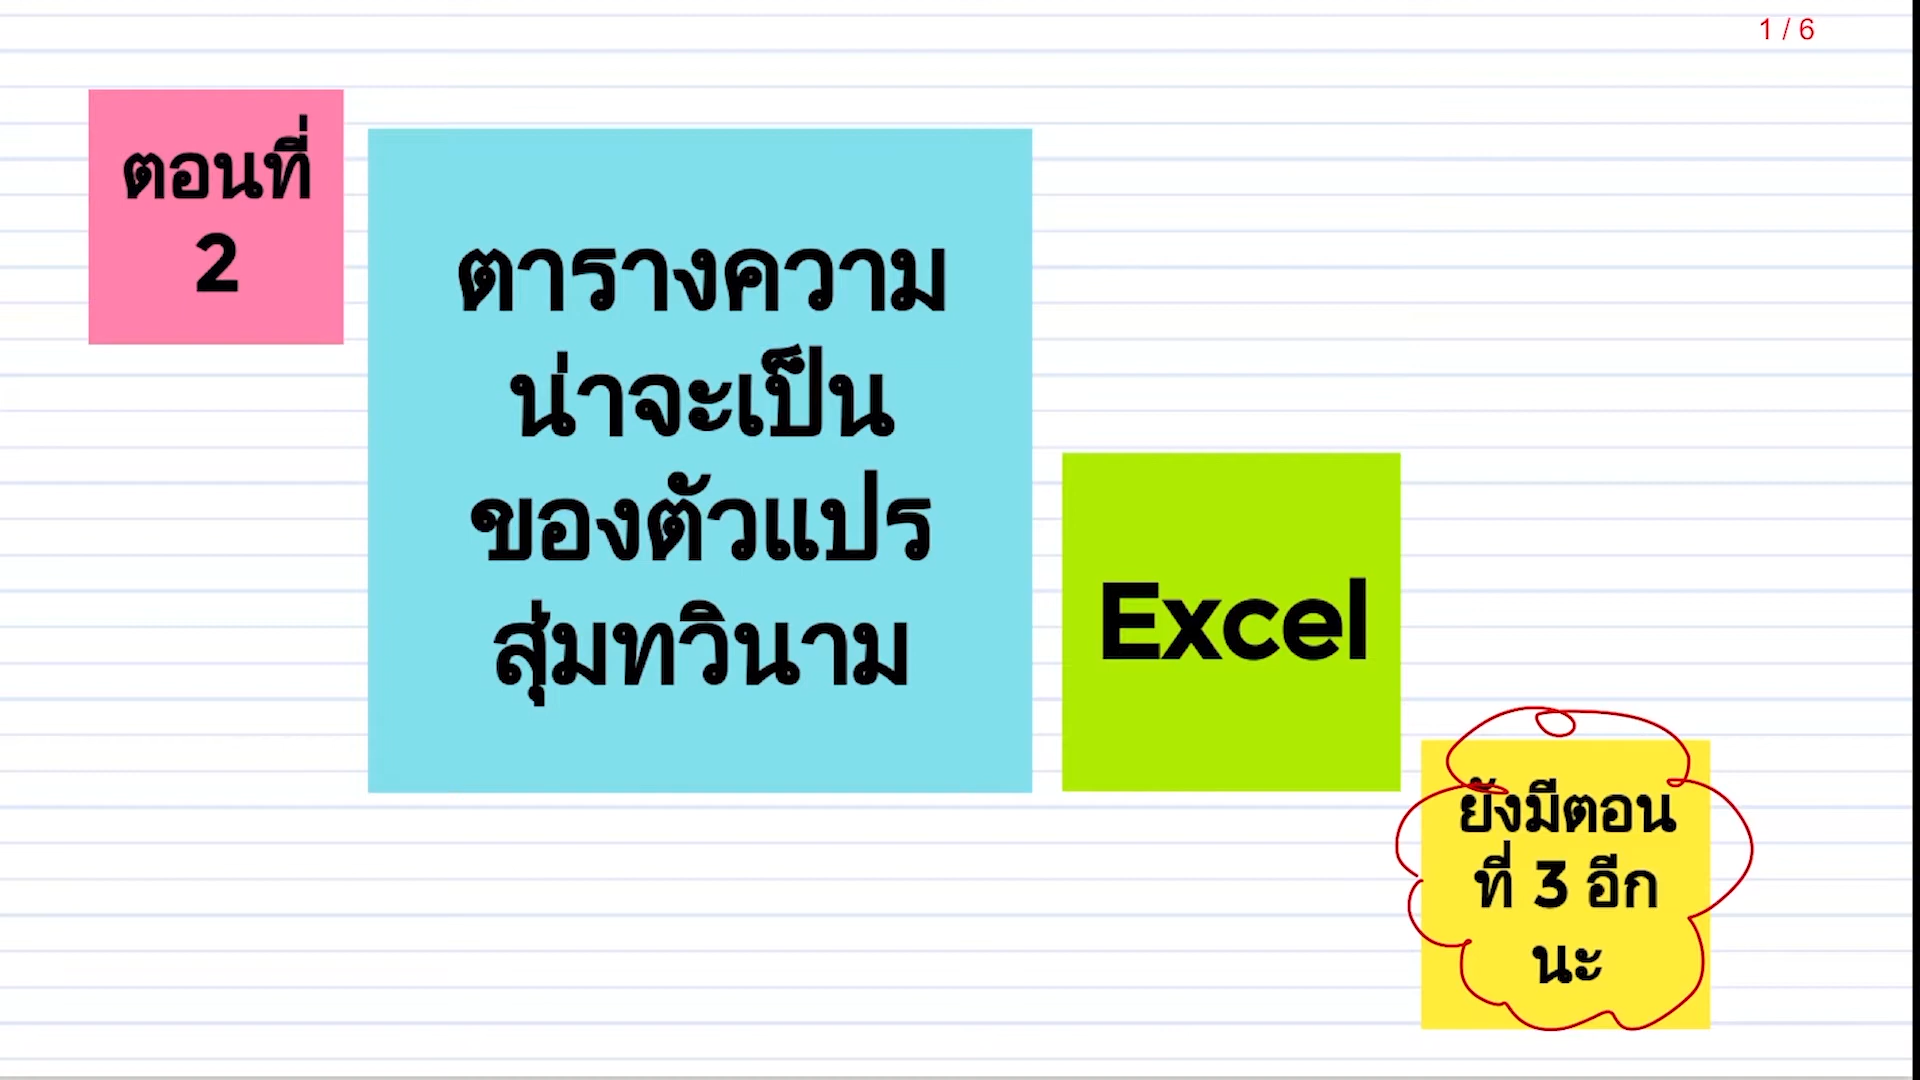 1 / 6
ตอนที่
2
ตารางความ
น่าจะเป็น
ของตัวแปร
สุ่มทวินาม
Excel
ยังมีตอน
ที่ 3 อีก
นะ